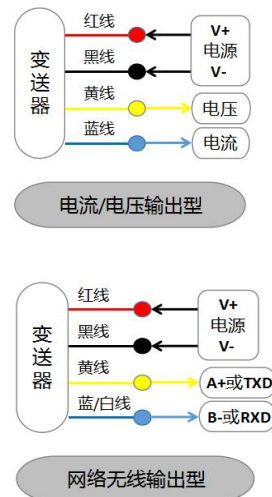 变送器
红线
黑线
黄线
蓝线
V+
电源
V-
电压
电流
电流/电压输出型
变送器
红线
黑线
黄线
蓝/白线
V+
电源
V-
A+或TXD
B-或RXD
网络无线输出型